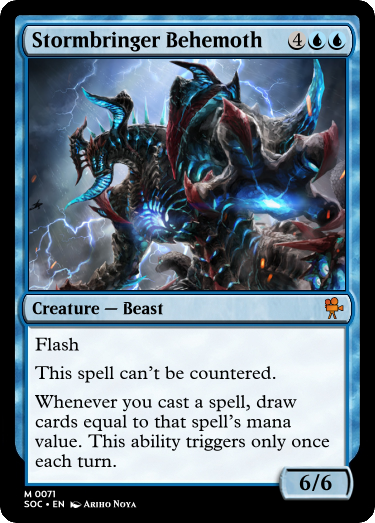 Stormbringer Behemoth 4
Creature — Beast
Flash
This spell can't be countered.
Whenever you cast a spell, draw
cards equal to that spell's mana
value. This ability triggers only once
each turn.
6/6
M 0071
SOC • EN Ariho Noya